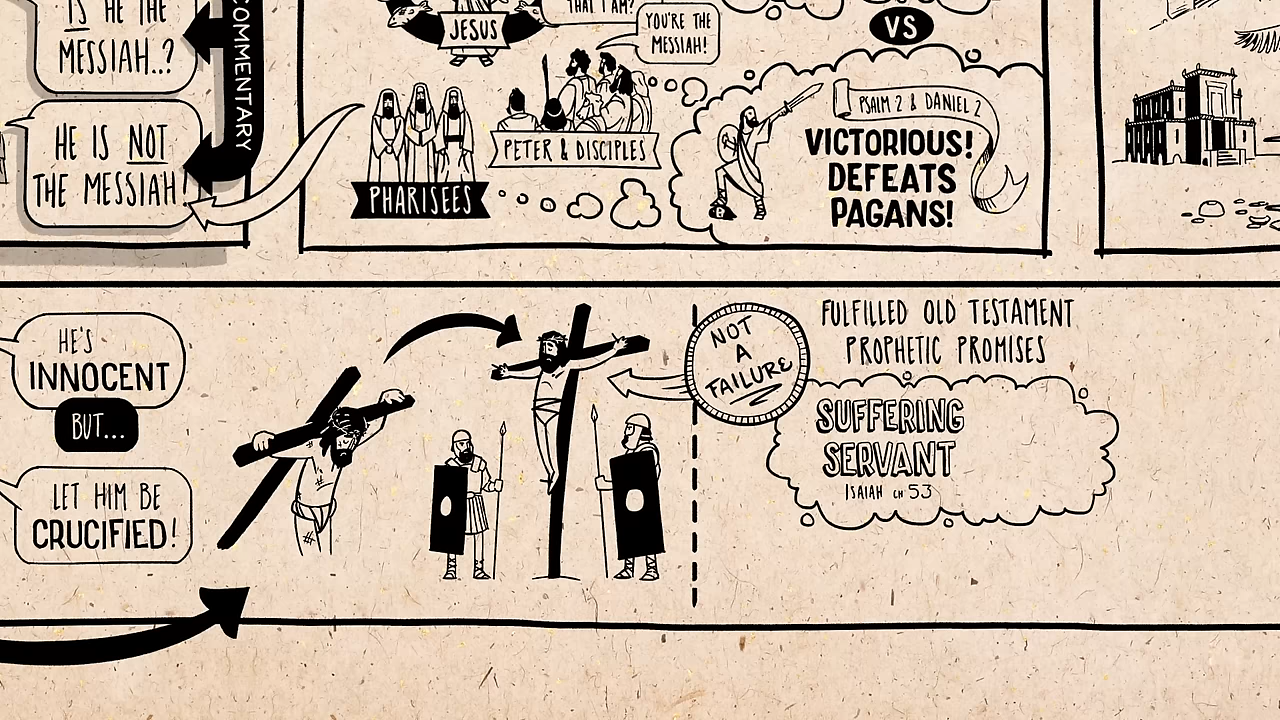 IS HE THE
MESSIAH..?
HE IS NOT
THE MESSIAH!
COMMENTARY
JESUS
THAT I AM?
YOU'RE THE
MESSIAH!
PETER & DISCIPLES
PHARISEES
VS
PSALM 2 & DANIEL 2
VICTORIOUS!
DEFEATS
PAGANS!
HE'S
INNOCENT
BUT...
LET HIM BE
CRUCIFIED!
NOT
A
FAILURE
FULFILLED OLD TESTAMENT
PROPHETIC PROMISES
SUFFERING
SERVANT
ISAIAH CH 53